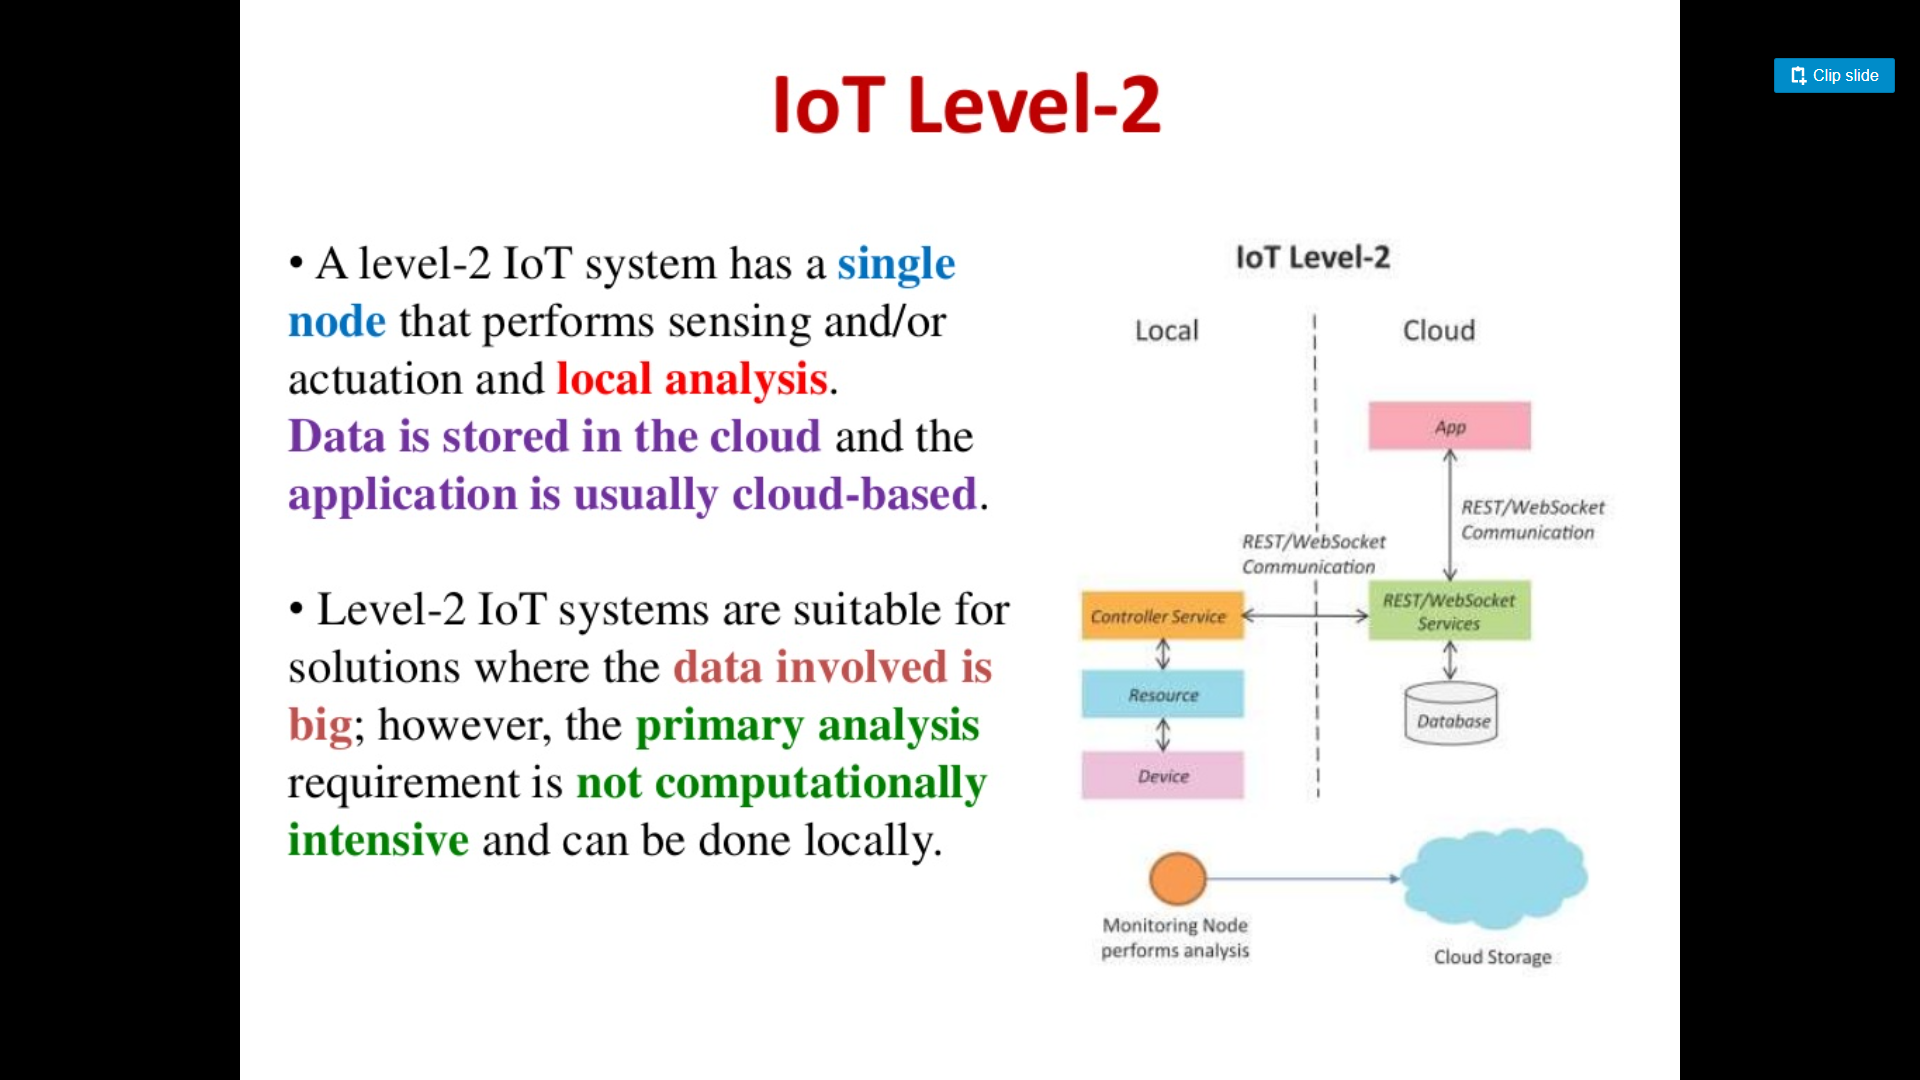 Clip slide
IoT Level-2
• A level-2 IoT system has a single
node that performs sensing and/or
actuation and local analysis.
Data is stored in the cloud and the
application is usually cloud-based.
• Level-2 IoT systems are suitable for
solutions where the data involved is
big; however, the primary analysis
requirement is not computationally
intensive and can be done locally.
IoT Level-2
Local
Cloud
App
REST/WebSocket
Communication
REST/WebSocket
Communication
Controller Service
REST/WebSocket
Services
Resource
Database
Device
Monitoring Node
performs analysis
Cloud Storage